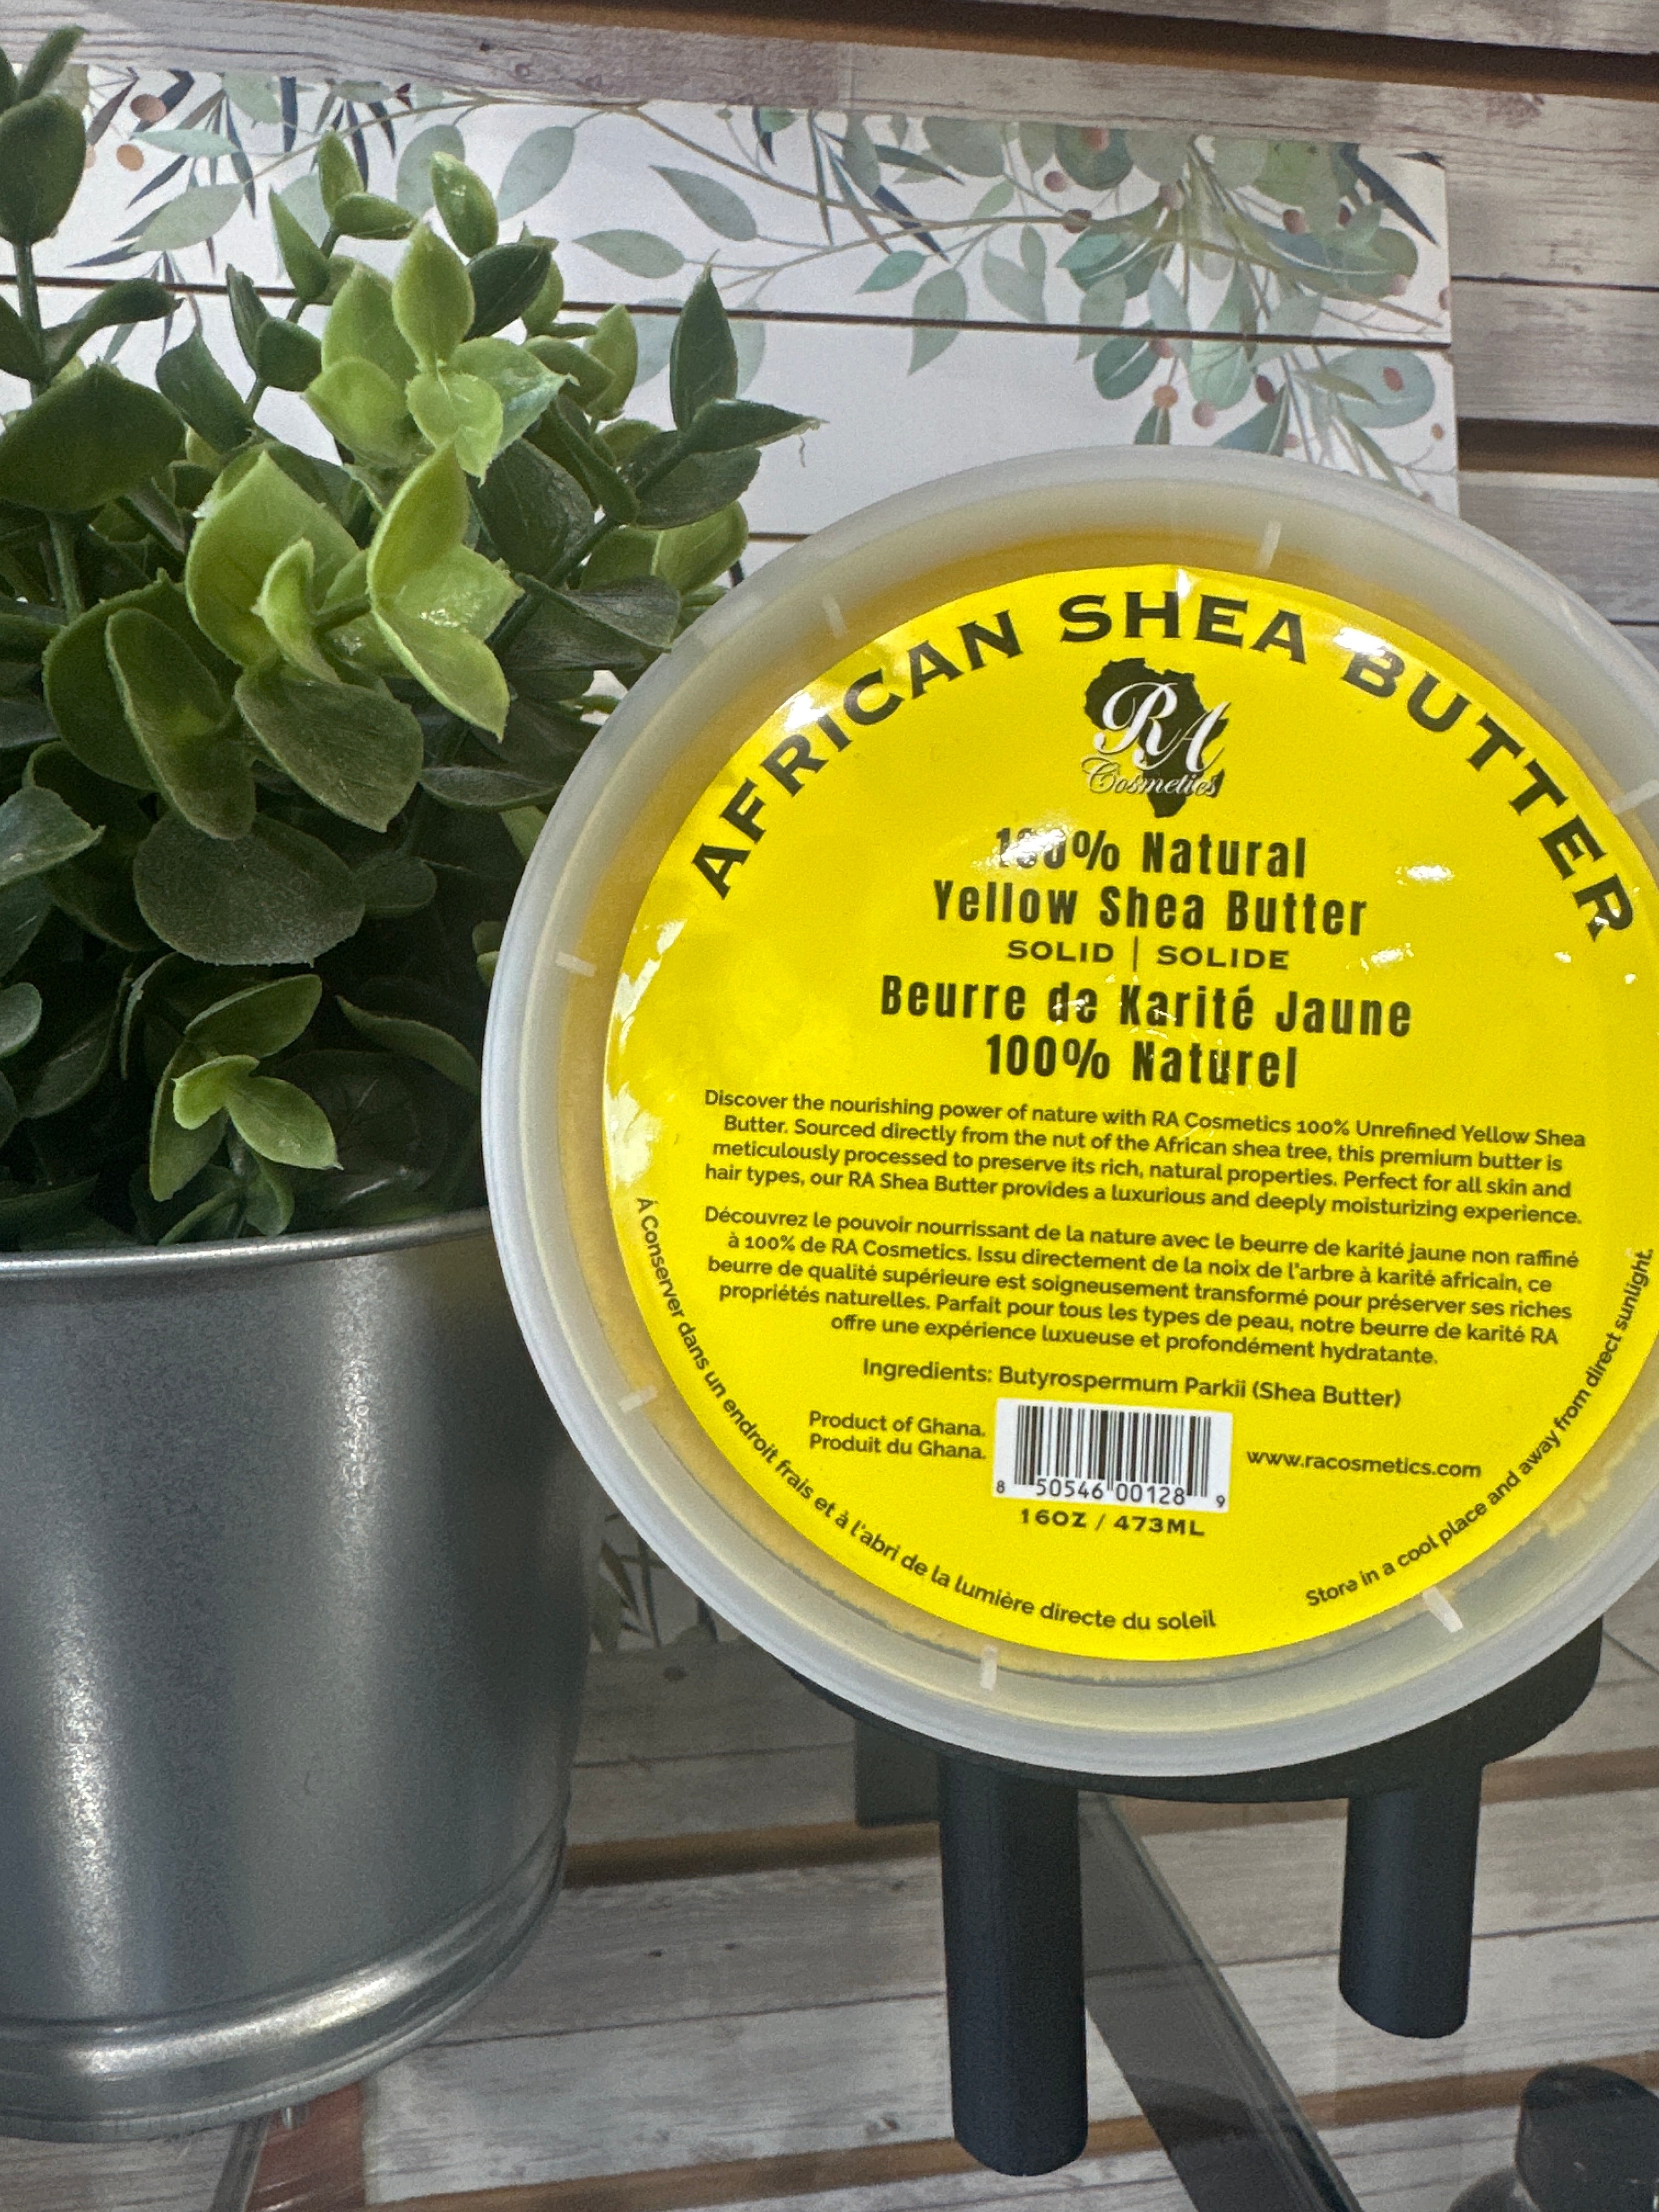 AFRICAN SHEA BUTTER
RA
Cosmetics
100% Natural
Yellow Shea Butter
SOLID | SOLIDE
Beurre de Karité Jaune
100% Naturel
Discover the nourishing power of nature with RA Cosmetics 100% Unrefined Yellow Shea
Butter. Sourced directly from the nut of the African shea tree, this premium butter is
meticulously processed to preserve its rich, natural properties. Perfect for all skin and
hair types, our RA Shea Butter provides a luxurious and deeply moisturizing experience.
Découvrez le pouvoir nourrissant de la nature avec le beurre de karité jaune non raffiné
à 100% de RA Cosmetics. Issu directement de la noix de l'arbre à karité africain, ce
beurre de qualité supérieure est soigneusement transformé pour préserver ses riches
propriétés naturelles. Parfait pour tous les types de peau, notre beurre de karité RA
offre une expérience luxueuse et profondément hydratante.
Ingredients: Butyrospermum Parkii (Shea Butter)
Product of Ghana.
Produit du Ghana.
8 50546 00128 9
www.racosmetics.com
16OZ / 473ML
À Conserver dans un endroit frais et à l'abri de la lumière directe du soleil
Store in a cool place and away from direct sunlight.